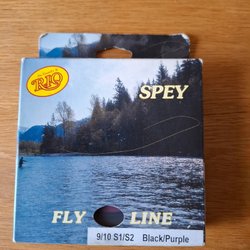 RIO
SPEY
FLY LINE
9/10 S1/S2 Black/Purple